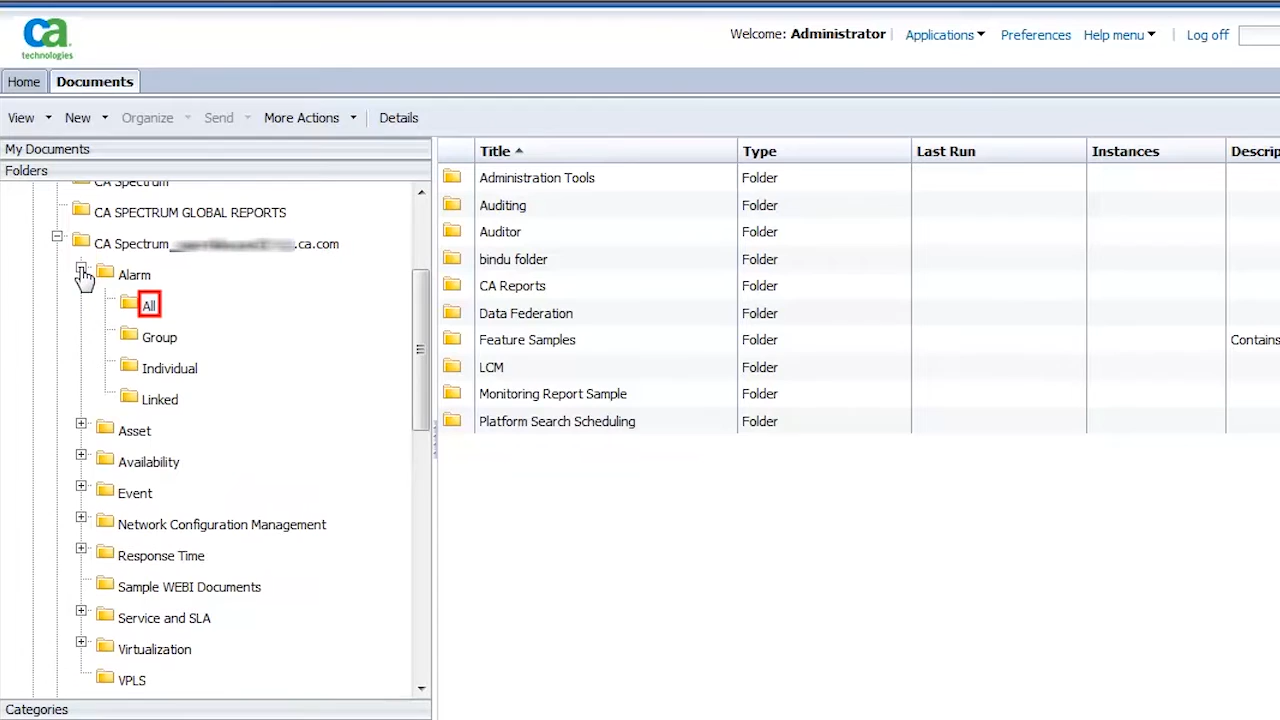 ca
technologies
Welcome: Administrator Applications Preferences Help menu Log off
Home Documents
View New Organize Send More Actions Details
My Documents
Folders
CA Spectrum
CA SPECTRUM GLOBAL REPORTS
CA Spectrum_ .ca.com
Alarm
All
Group
Individual
Linked
Asset
Availability
Event
Network Configuration Management
Response Time
Sample WEBI Documents
Service and SLA
Virtualization
VPLS
Categories
Title Type Last Run Instances Descrip
Administration Tools Folder
Auditing Folder
Auditor Folder
bindu folder Folder
CA Reports Folder
Data Federation Folder
Feature Samples Folder Contains
LCM Folder
Monitoring Report Sample Folder
Platform Search Scheduling Folder